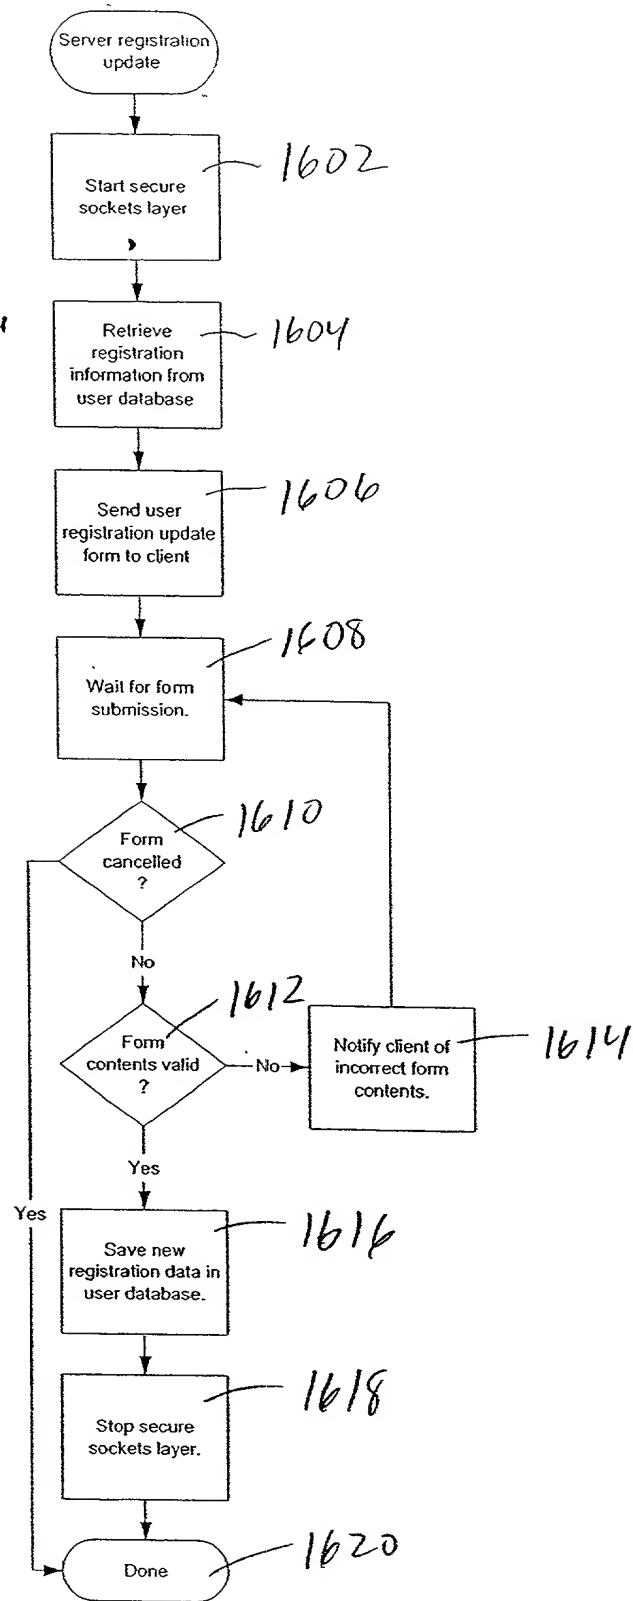 Server registration
update
1602
Start secure
sockets layer
1604
Retrieve
registration
information from
user database
1606
Send user
registration update
form to client
1608
Wait for form
submission.
1610
Form
cancelled
?
No
1612
Form
contents valid
?
No
Notify client of
incorrect form
contents.
1614
Yes
Yes
1616
Save new
registration data in
user database.
1618
Stop secure
sockets layer.
1620
Done